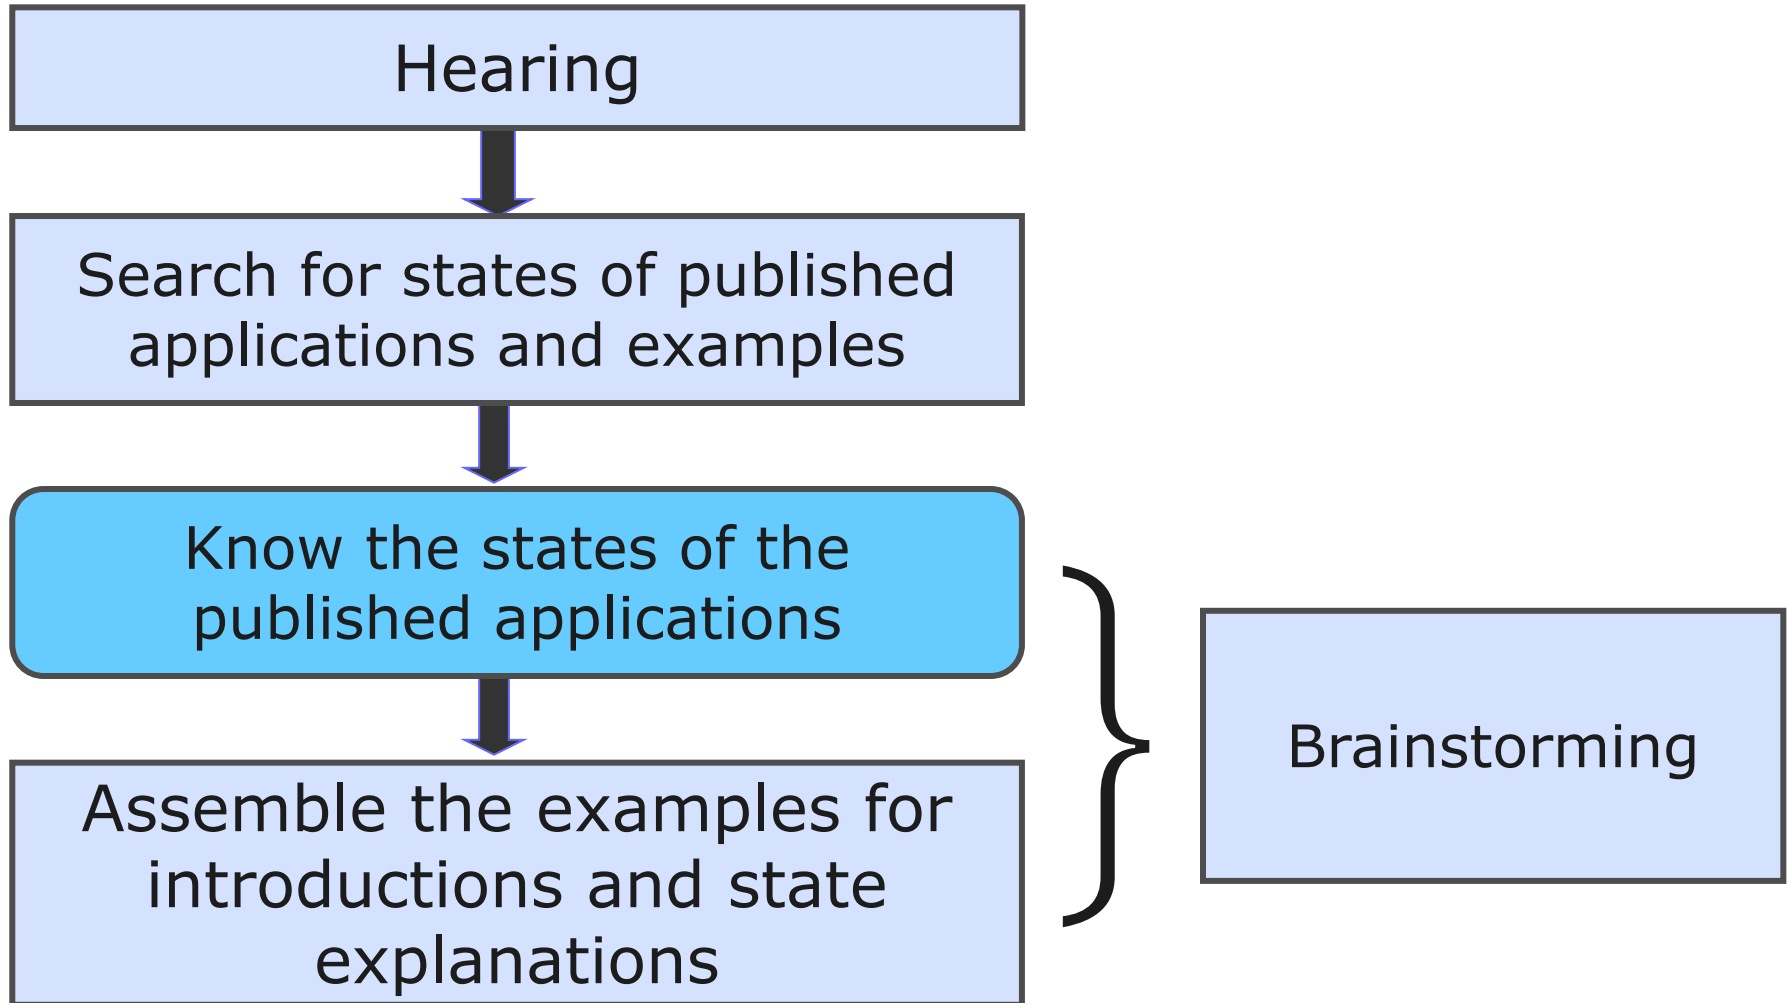 Hearing
Search for states of published
applications and examples
Know the states of the
published applications
Assemble the examples for
introductions and state
explanations
Brainstorming